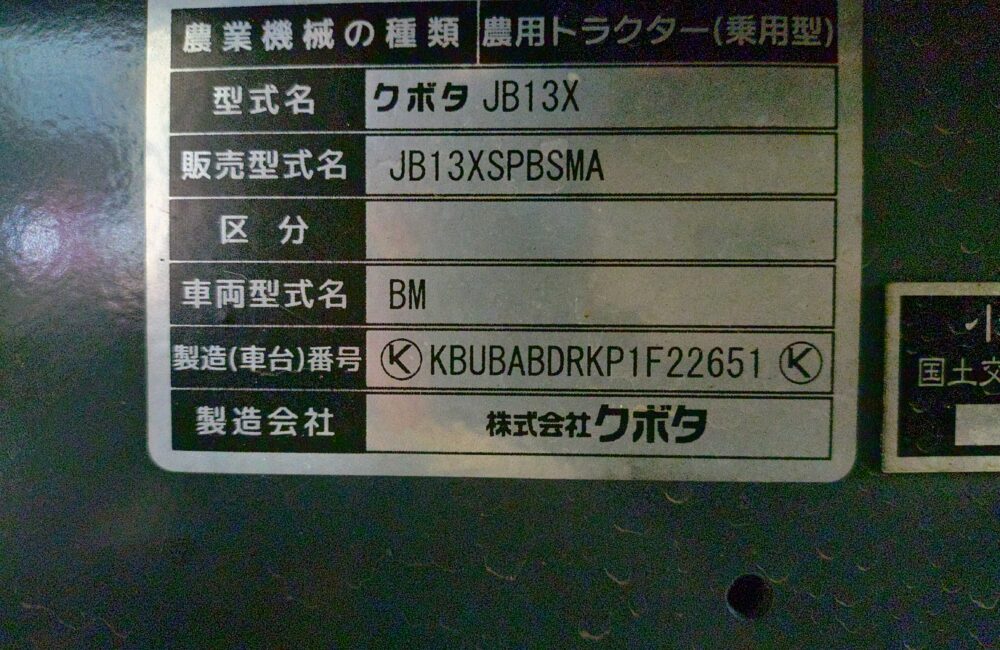 農業機械の種類 農用トラクター(乗用型)
型式名 クボタ JB13X
販売型式名 JB13XSPBSMA
区分
車両型式名 BM
製造(車台)番号 K KBUBABDRKP1F22651 K
製造会社 株式会社クボタ
国土交